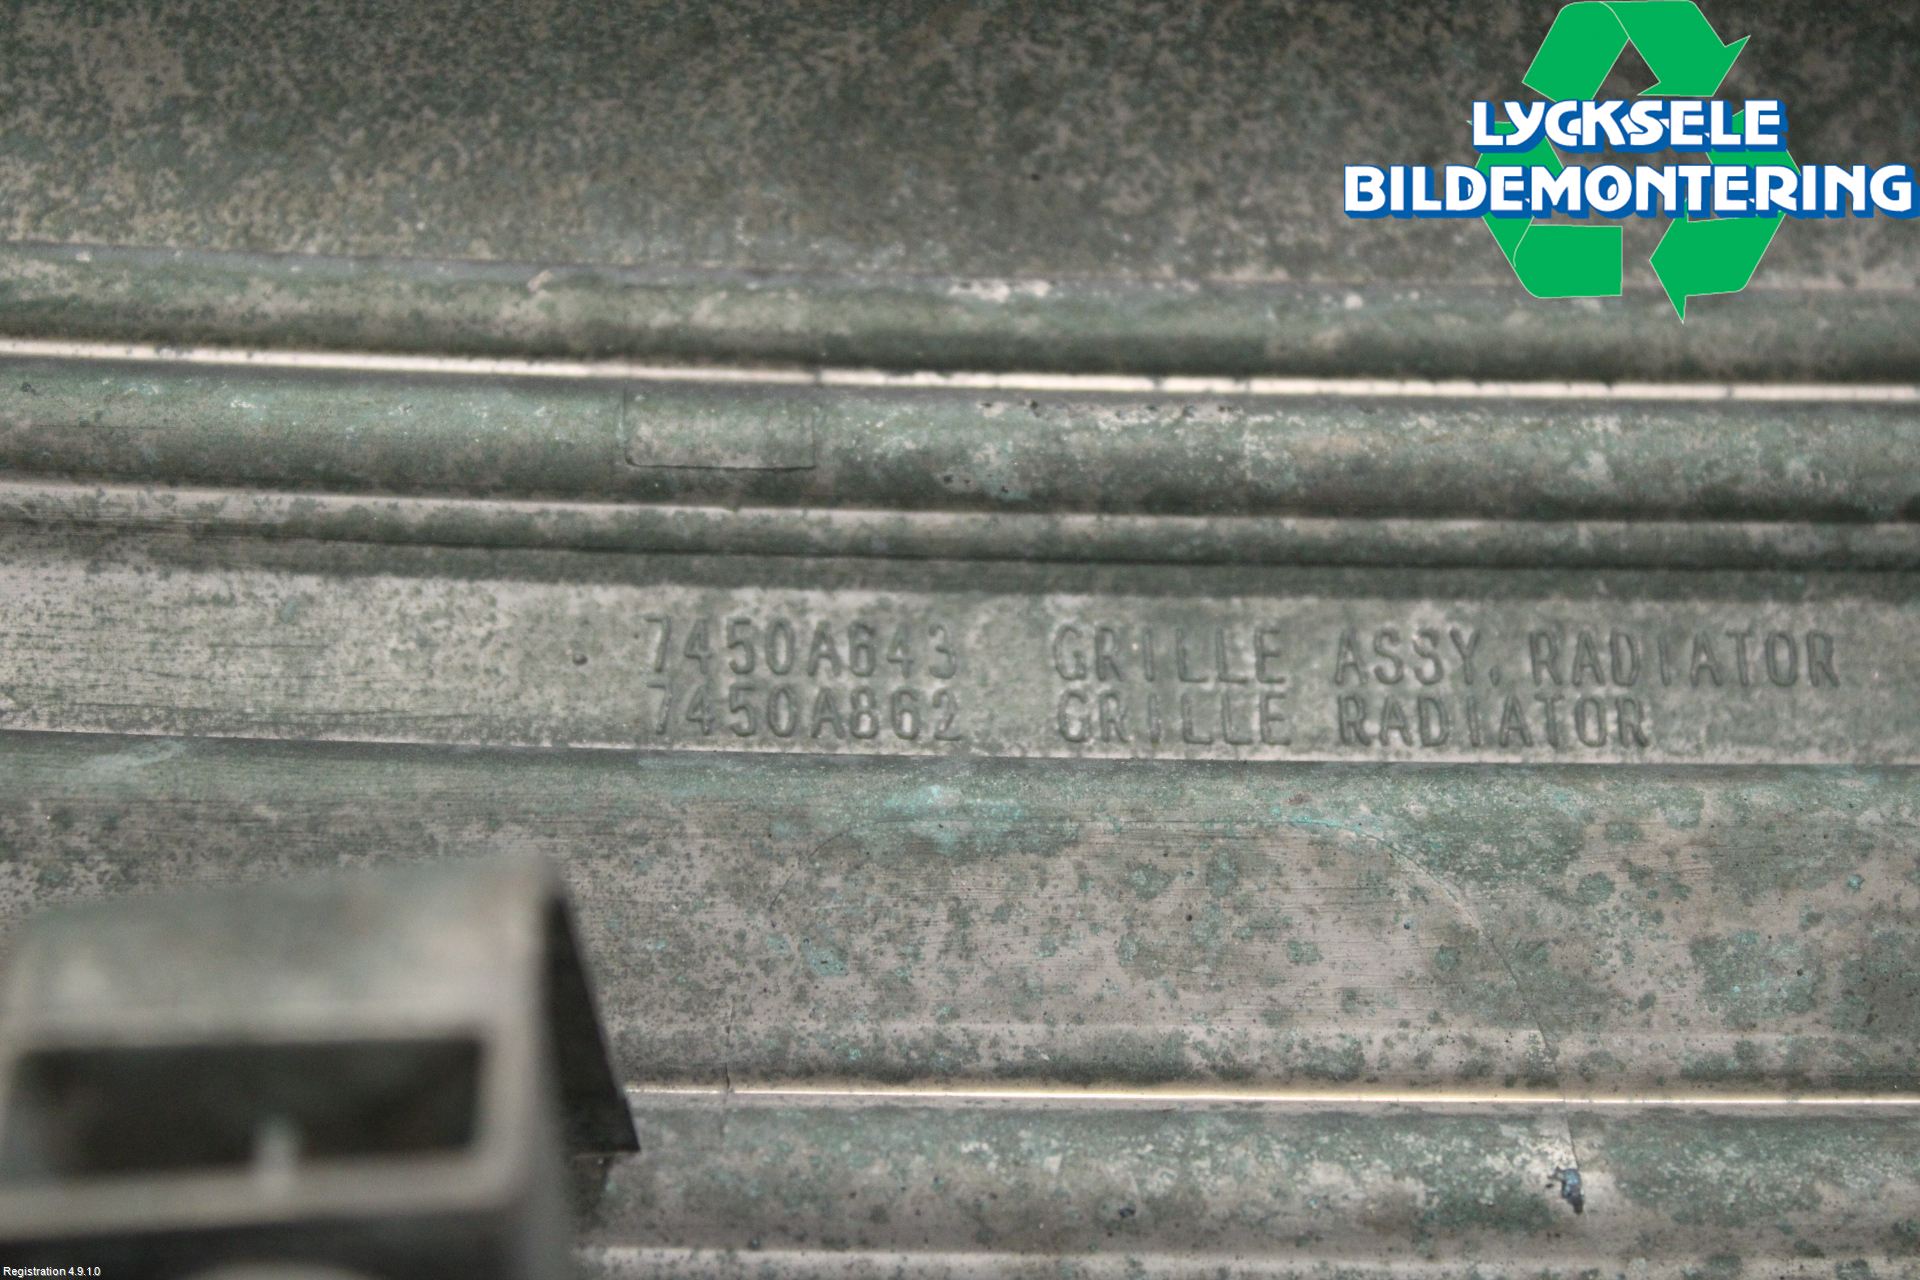 LYCKSELE
BILDEMONTERING
7450A643 GRILLE ASSY, RADIATOR
7450A862 GRILLE RADIATOR
Registration 4.9.1.0